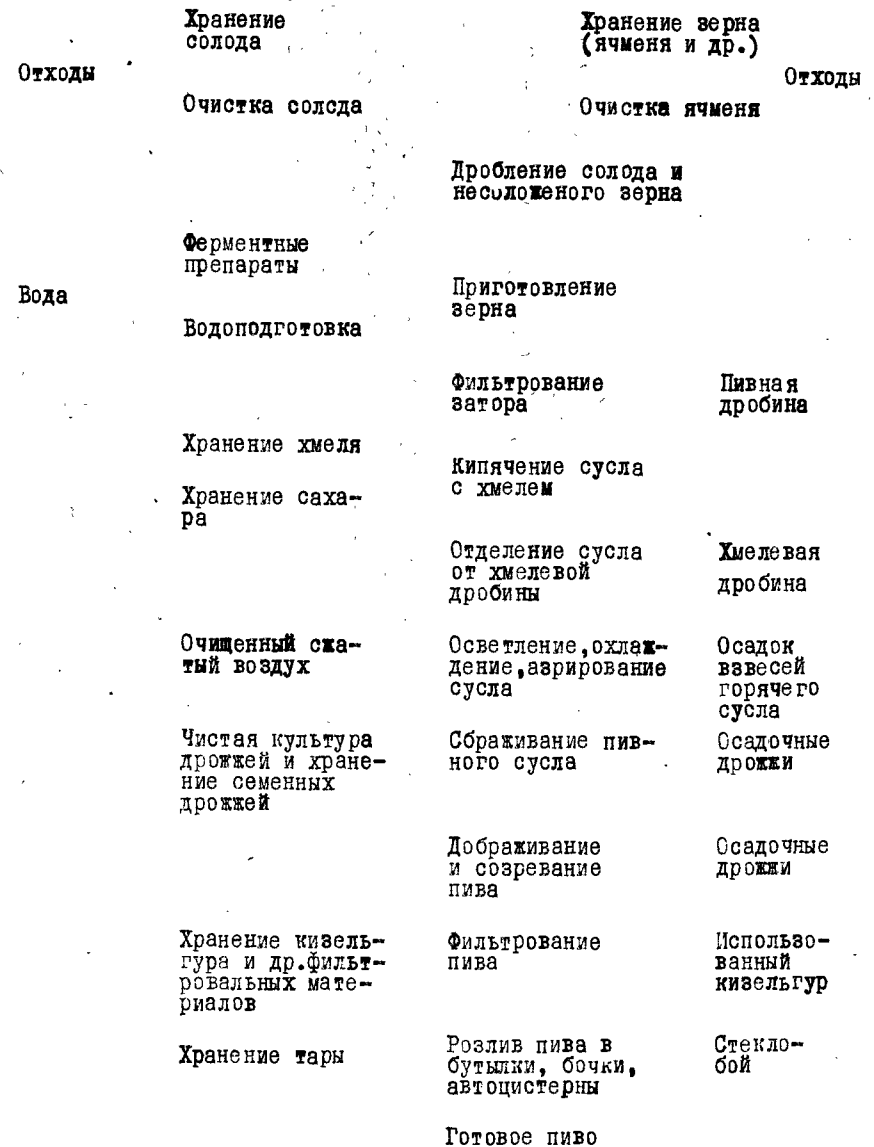 Хранение
солода
Хранение зерна
(ячменя и др.)
Отходы
Отходы
Очистка солода
Очистка ячменя
Дробление солода и
несоложеного зерна
Ферментные
препараты
Вода
Приготовление
зерна
Водоподготовка
Фильтрование
затора
Пивная
дробина
Хранение хмеля
Кипячение сусла
с хмелем
Хранение саха-
ра
Отделение сусла
от хмелевой
дробины
Хмелевая
дробина
Очищенный сжа-
тый воздух
Осветление,охлаж-
дение,аэрирование
сусла
Осадок
взвесей
горячего
сусла
Чистая культура
дрожжей и хране-
ние семенных
дрожжей
Сбраживание пив-
ного сусла
Осадочные
дрожжи
Дображивание
и созревание
пива
Осадочные
дрожжи
Хранение кизель-
гура и др.фильт-
ровальных мате-
риалов
Фильтрование
пива
Использо-
ванный
кизельгур
Хранение тары
Розлив пива в
бутылки, бочки,
автоцистерны
Стекло-
бой
Готовое пиво